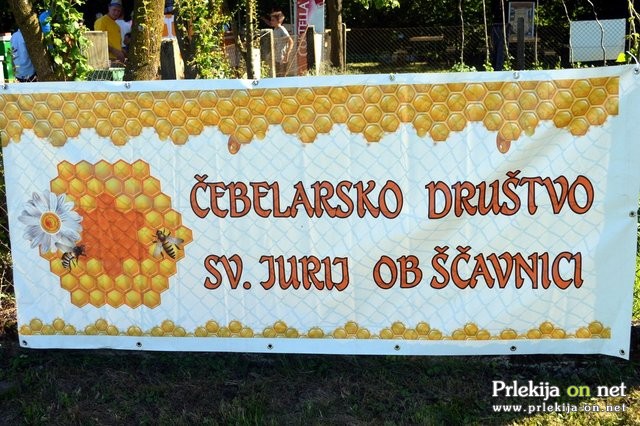 ČEBELARSKO DRUŠTVO
SV. JURIJ OB ŠČAVNICI
Prlekija on net
www.prlekija-on.net